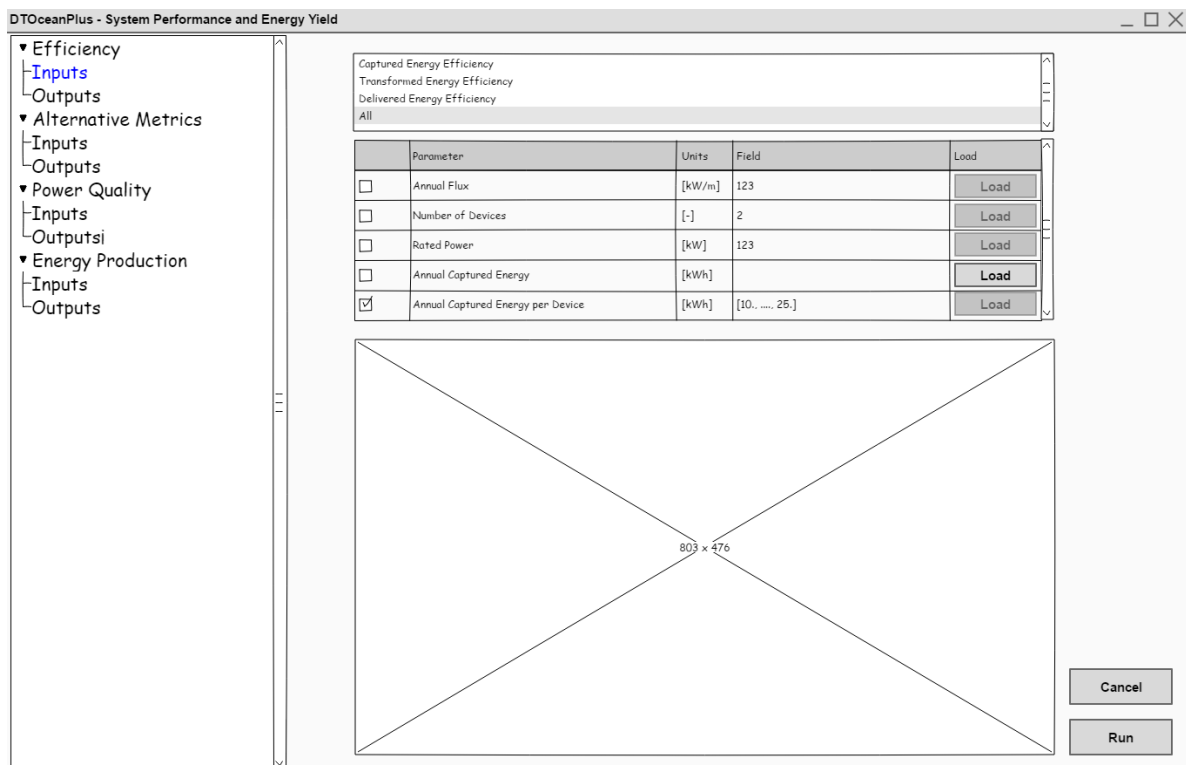 DTOceanPlus - System Performance and Energy Yield
Efficiency
Inputs
Outputs
Alternative Metrics
Inputs
Outputs
Power Quality
Inputs
Outputsi
Energy Production
Inputs
Outputs
Captured Energy Efficiency
Transformed Energy Efficiency
Delivered Energy Efficiency
All
Parameter Units Field Load
Annual Flux [kW/m] 123 Load
Number of Devices [-] 2 Load
Rated Power [kW] 123 Load
Annual Captured Energy [kWh] Load
Annual Captured Energy per Device [kWh] [10., ...., 25.] Load
803 x 476
Cancel
Run